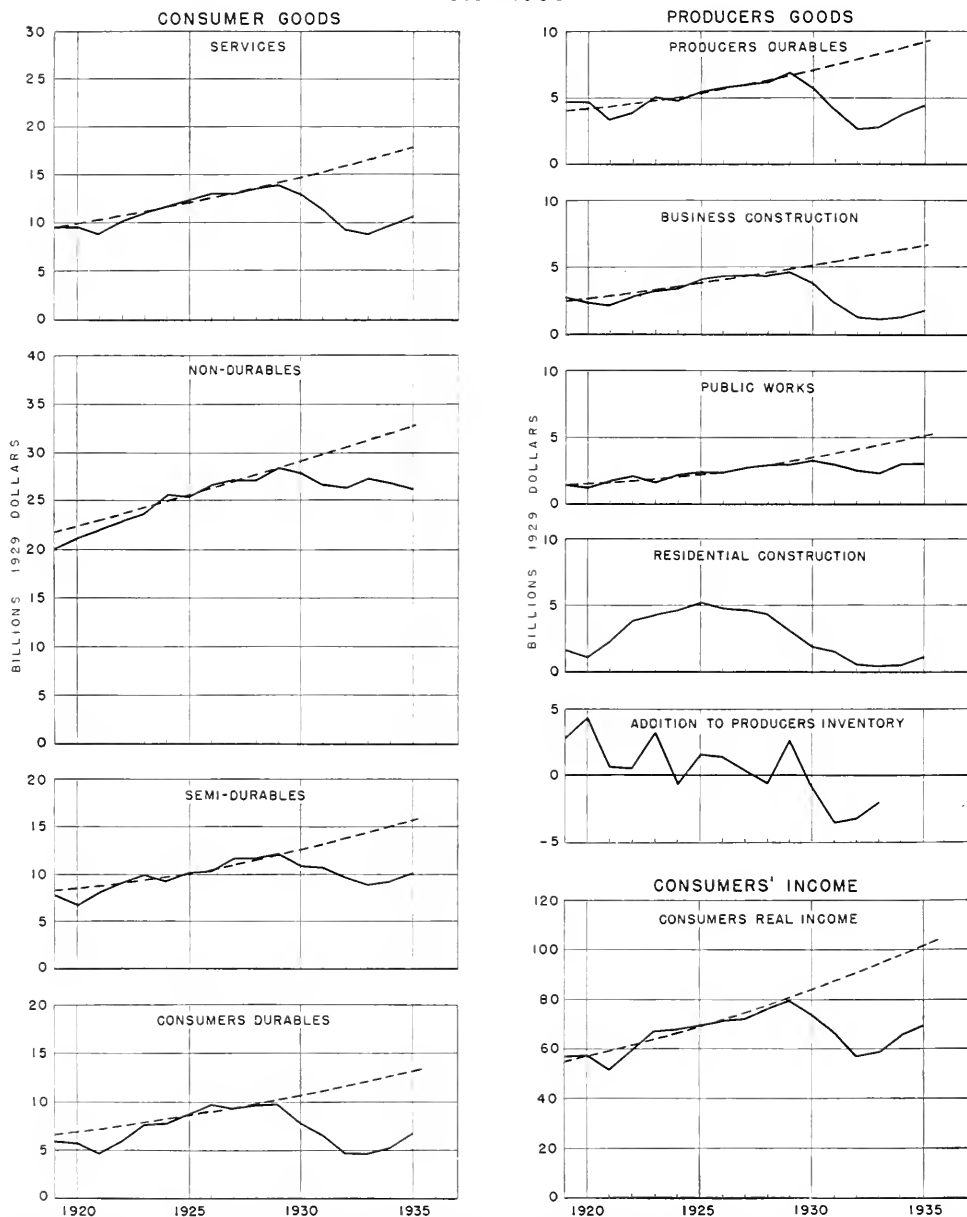 CONSUMER GOODS
SERVICES
30
25
20
15
10
5
0
NON-DURABLES
40
35
30
25
20
15
10
5
0
BILLIONS 1929 DOLLARS
SEMI-DURABLES
20
15
10
5
0
CONSUMERS DURABLES
20
15
10
5
0
1920 1925 1930 1935
PRODUCERS GOODS
PRODUCERS DURABLES
10
5
0
BUSINESS CONSTRUCTION
10
5
0
PUBLIC WORKS
10
5
0
BILLIONS 1929 DOLLARS
RESIDENTIAL CONSTRUCTION
10
5
0
ADDITION TO PRODUCERS INVENTORY
5
0
-5
CONSUMERS' INCOME
CONSUMERS REAL INCOME
120
100
80
60
40
20
0
1920 1925 1930 1935